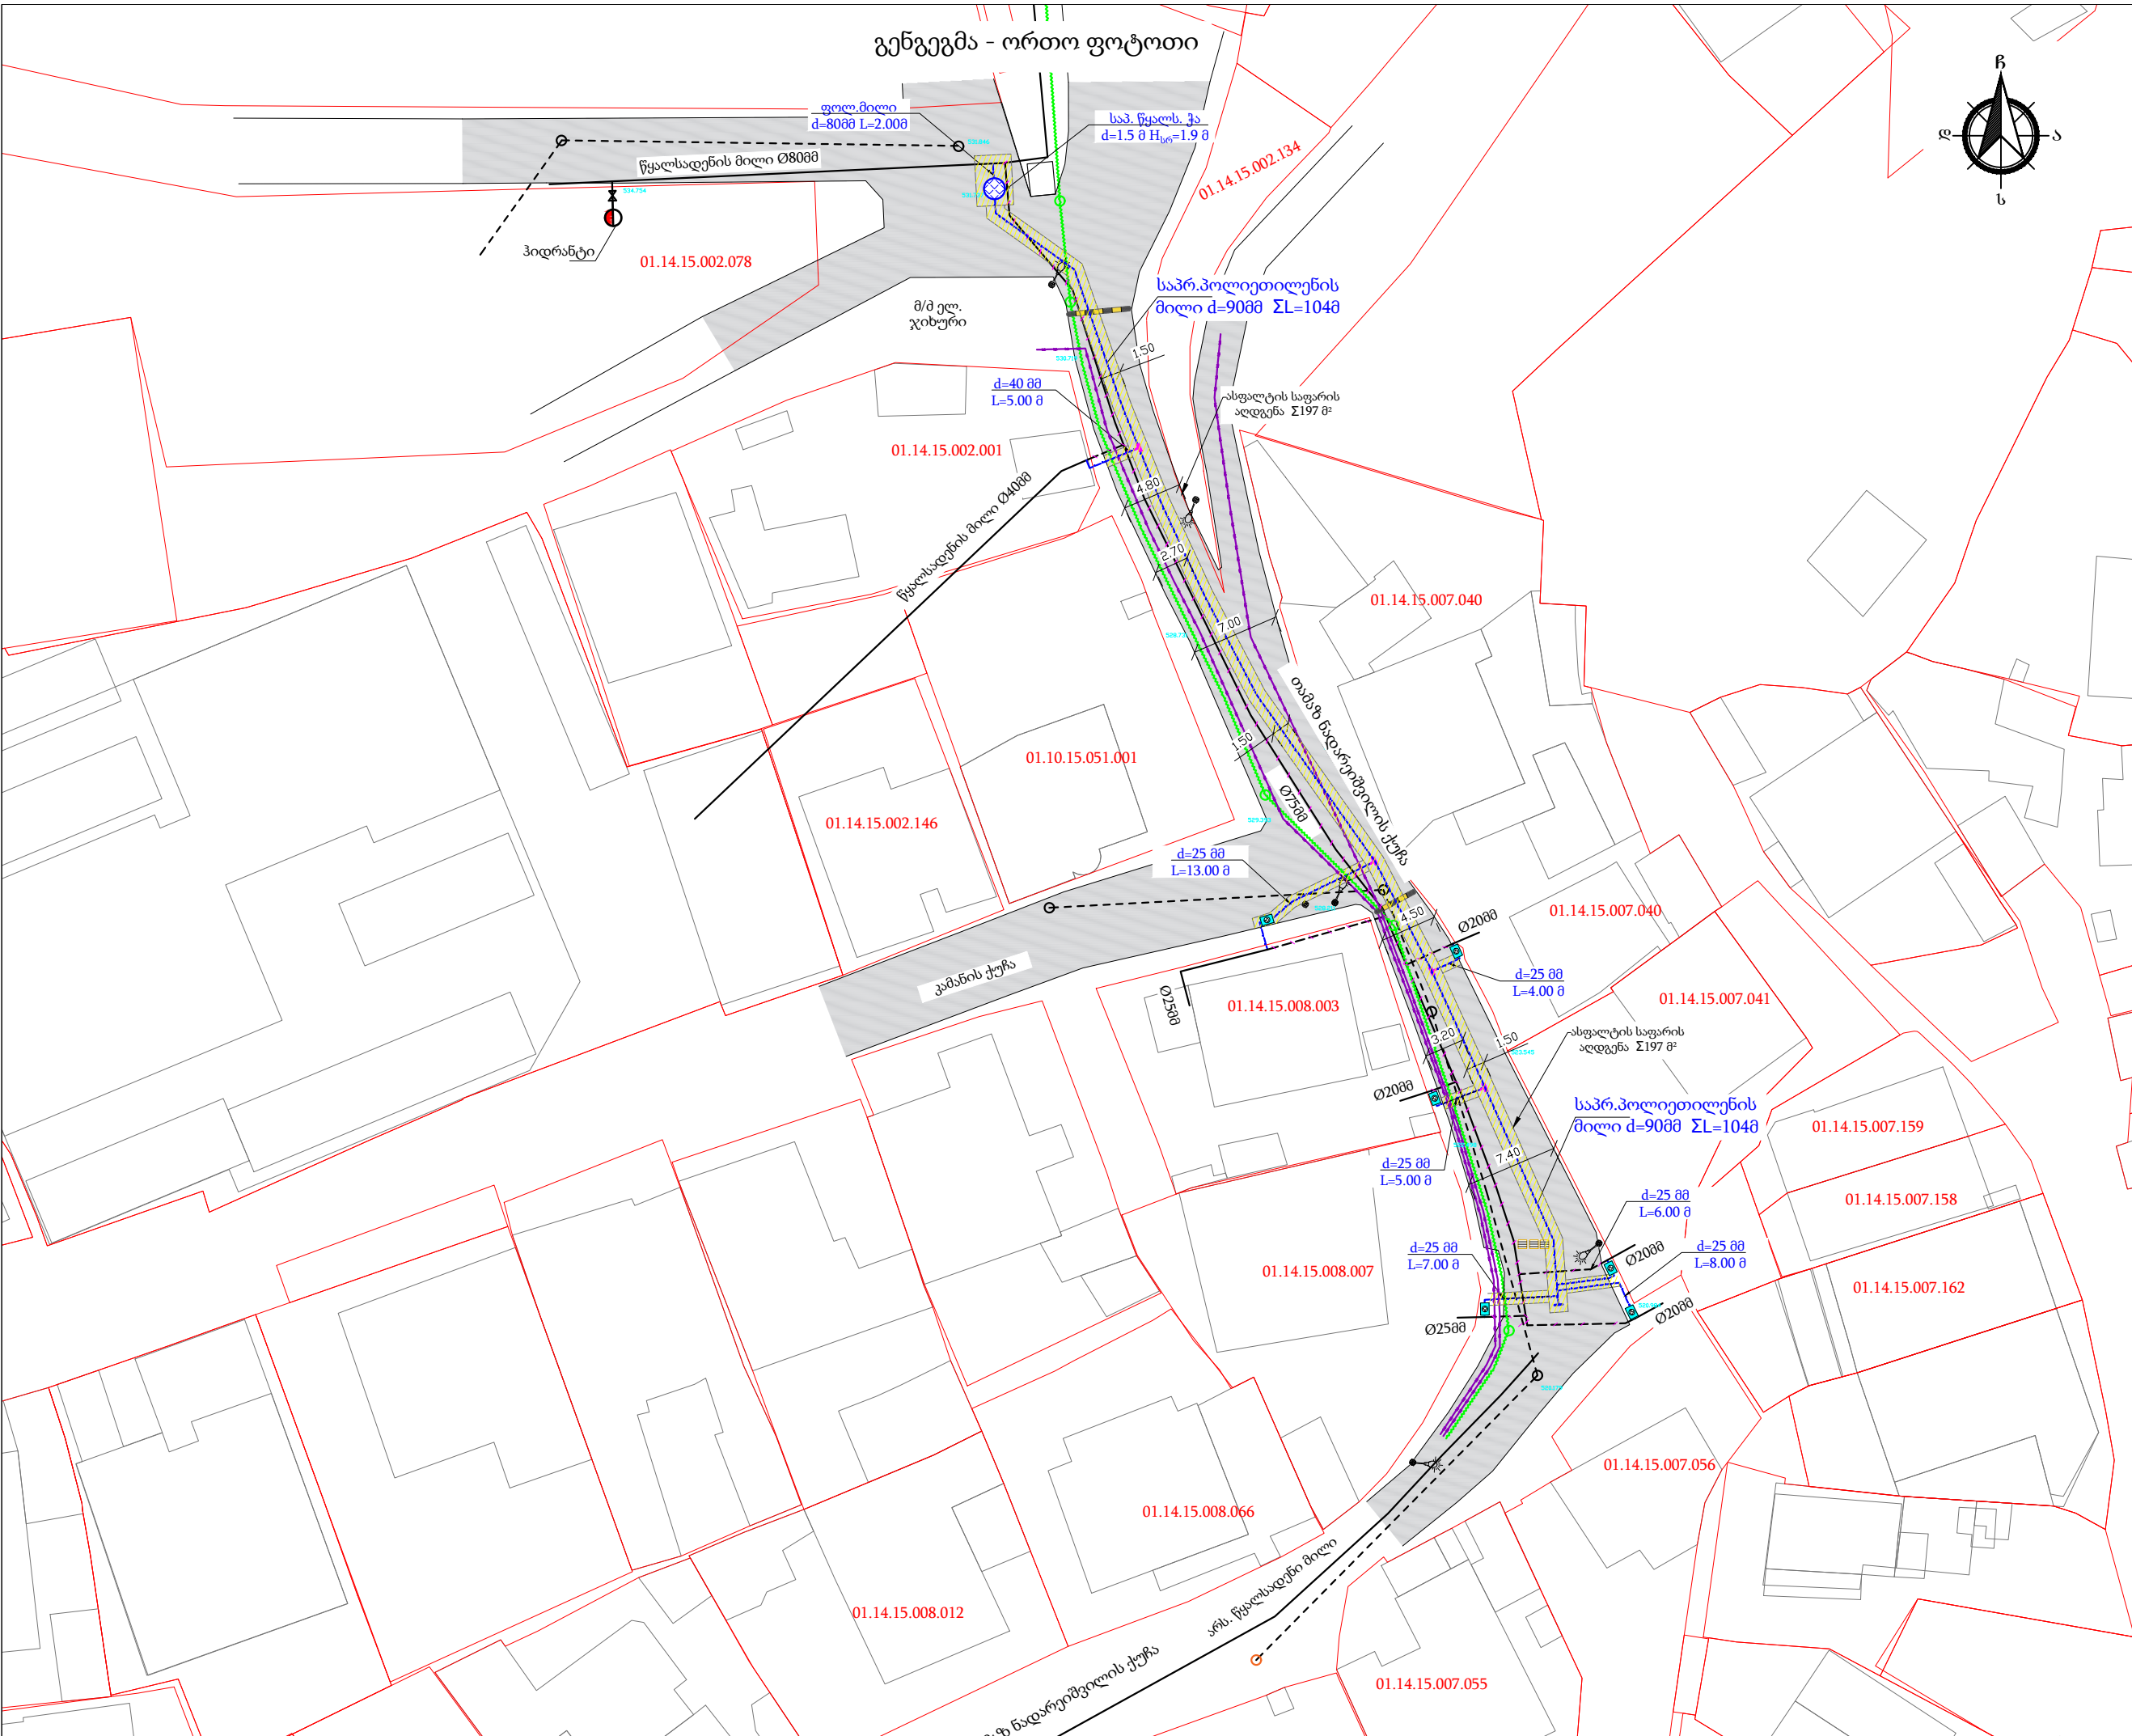 გენგეგმა - ორთო ფოტოთი
ჩ
დ
ა
ს
ფოლ.მილი
d=80მმ L=2.00მ
საპ. წყალს. ჭა
d=1.5 მ Hსრ=1.9 მ
წყალსადენის მილი Ø80მმ
534.754
ჰიდრანტი
01.14.15.002.078
01.14.15.002.134
მ/ძ ელ.
ჯიხური
საპრ.პოლიეთილენის
მილი d=90მმ ΣL=104მ
1.50
d=40 მმ
L=5.00 მ
ასფალტის საფარის
აღდგენა Σ197 მ²
01.14.15.002.001
4.80
წყალსადენის მილი Ø40მმ
2.70
01.14.15.007.040
7.00
თამაზ ნადარეიშვილის ქუჩა
1.50
01.10.15.051.001
Ø75მმ
01.14.15.002.146
d=25 მმ
L=13.00 მ
4.50
Ø20მმ
01.14.15.007.040
კამანის ქუჩა
d=25 მმ
L=4.00 მ
Ø25მმ
01.14.15.008.003
01.14.15.007.041
3.20
1.50
ასფალტის საფარის
აღდგენა Σ197 მ²
Ø20მმ
საპრ.პოლიეთილენის
მილი d=90მმ ΣL=104მ
01.14.15.007.159
7.40
d=25 მმ
L=5.00 მ
d=25 მმ
L=6.00 მ
01.14.15.007.158
d=25 მმ
L=7.00 მ
Ø20მმ
d=25 მმ
L=8.00 მ
01.14.15.008.007
01.14.15.007.162
Ø25მმ
Ø20მმ
01.14.15.007.056
01.14.15.008.066
არს. წყალსადენი მილი
01.14.15.008.012
ნადარეიშვილის ქუჩა
01.14.15.007.055